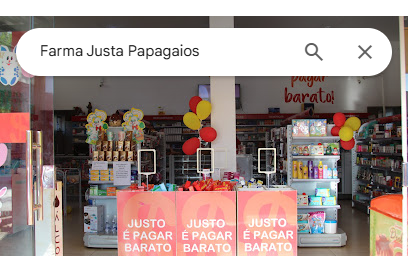 Farma Justa Papagaios
pagar
barato!
JUSTO
É PAGAR
BARATO
JUSTO
É PAGAR
BARATO
JUSTO
É PAGAR
BARATO